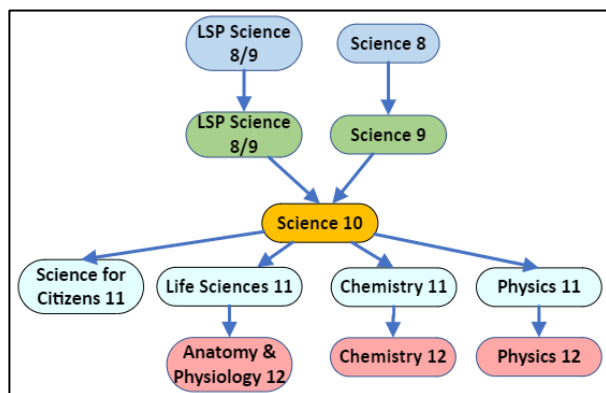 LSP Science
8/9
Science 8
LSP Science
8/9
Science 9
Science 10
Science for
Citizens 11
Life Sciences 11
Chemistry 11
Physics 11
Anatomy &
Physiology 12
Chemistry 12
Physics 12